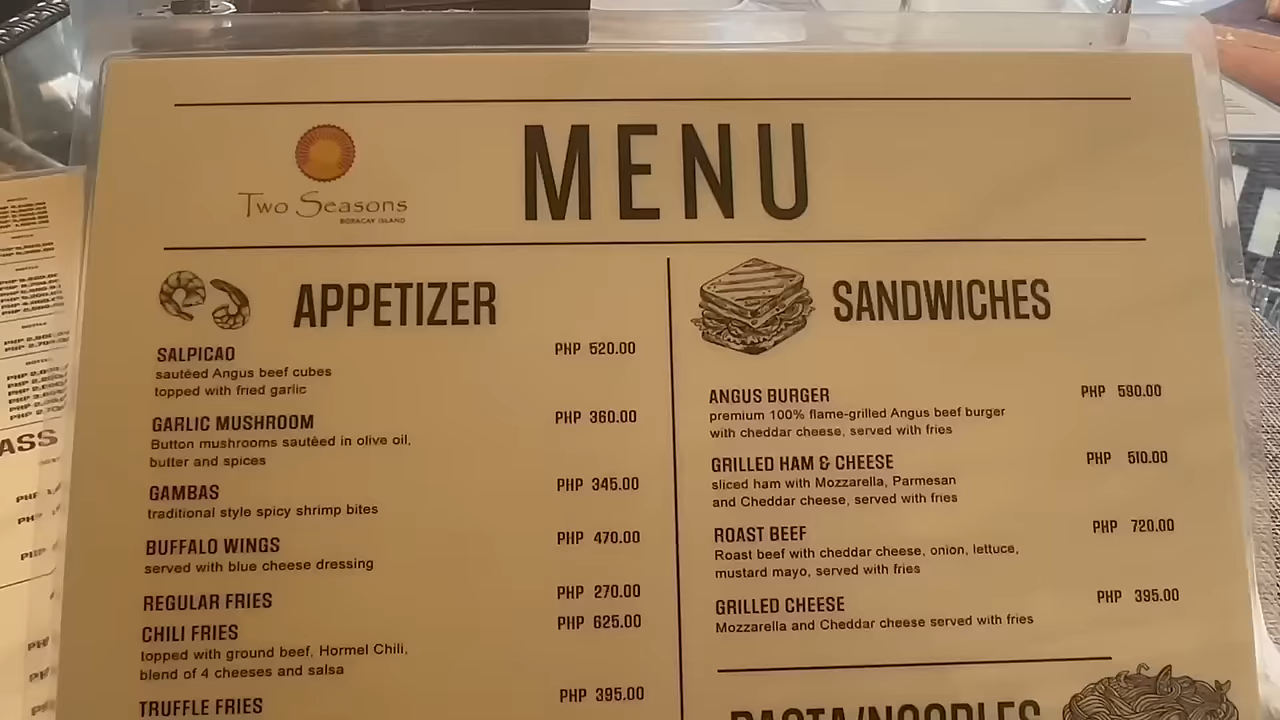 MENU
Two Seasons
BORACAY ISLAND
APPETIZER
SALPICAO PHP 520.00
sautéed Angus beef cubes
topped with fried garlic
GARLIC MUSHROOM PHP 360.00
Button mushrooms sautéed in olive oil,
butter and spices
GAMBAS PHP 345.00
traditional style spicy shrimp bites
BUFFALO WINGS PHP 470.00
served with blue cheese dressing
REGULAR FRIES PHP 270.00
CHILI FRIES PHP 625.00
topped with ground beef, Hormel Chili,
blend of 4 cheeses and salsa
TRUFFLE FRIES PHP 395.00
SANDWICHES
ANGUS BURGER PHP 590.00
premium 100% flame-grilled Angus beef burger
with cheddar cheese, served with fries
GRILLED HAM & CHEESE PHP 510.00
sliced ham with Mozzarella, Parmesan
and Cheddar cheese, served with fries
ROAST BEEF PHP 720.00
Roast beef with cheddar cheese, onion, lettuce,
mustard mayo, served with fries
GRILLED CHEESE PHP 395.00
Mozzarella and Cheddar cheese served with fries
PASTA/NOODLES